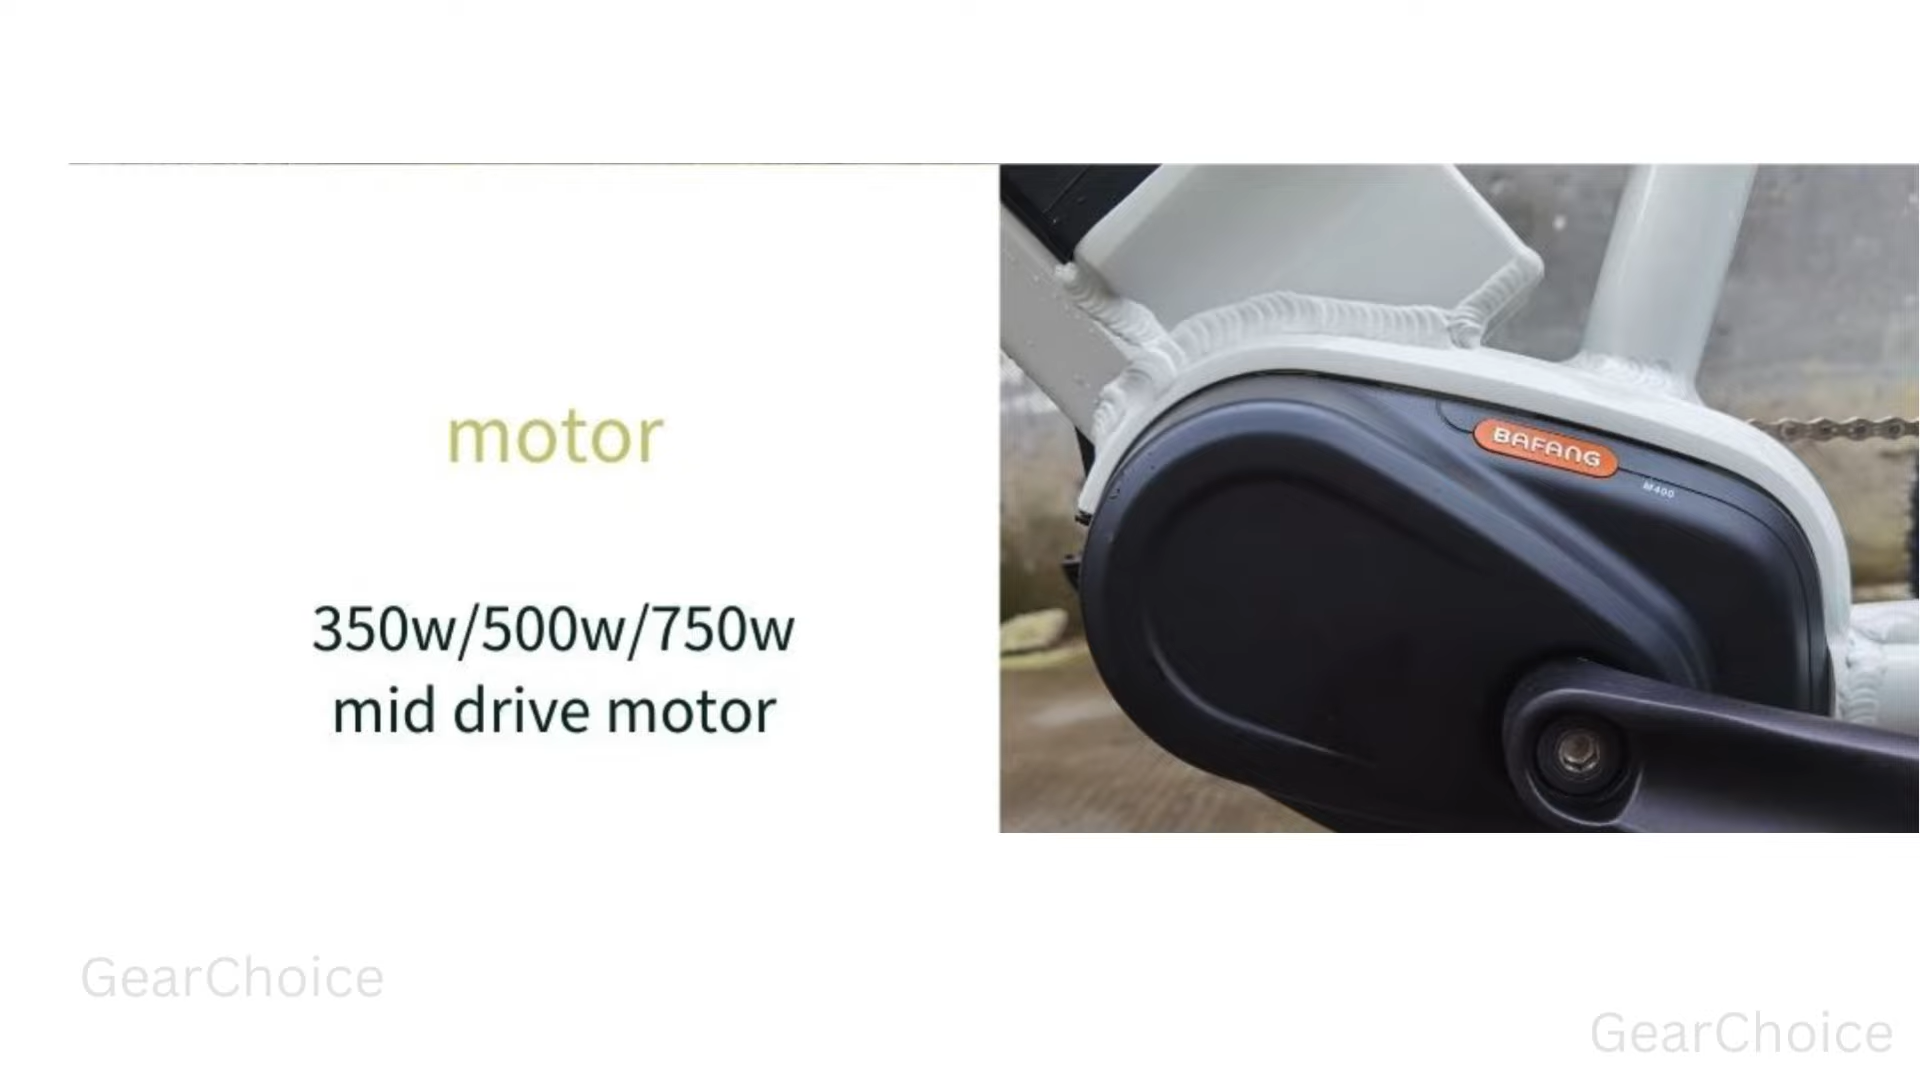 motor
350w/500w/750w
mid drive motor
BAFANG
M400
GearChoice
GearChoice